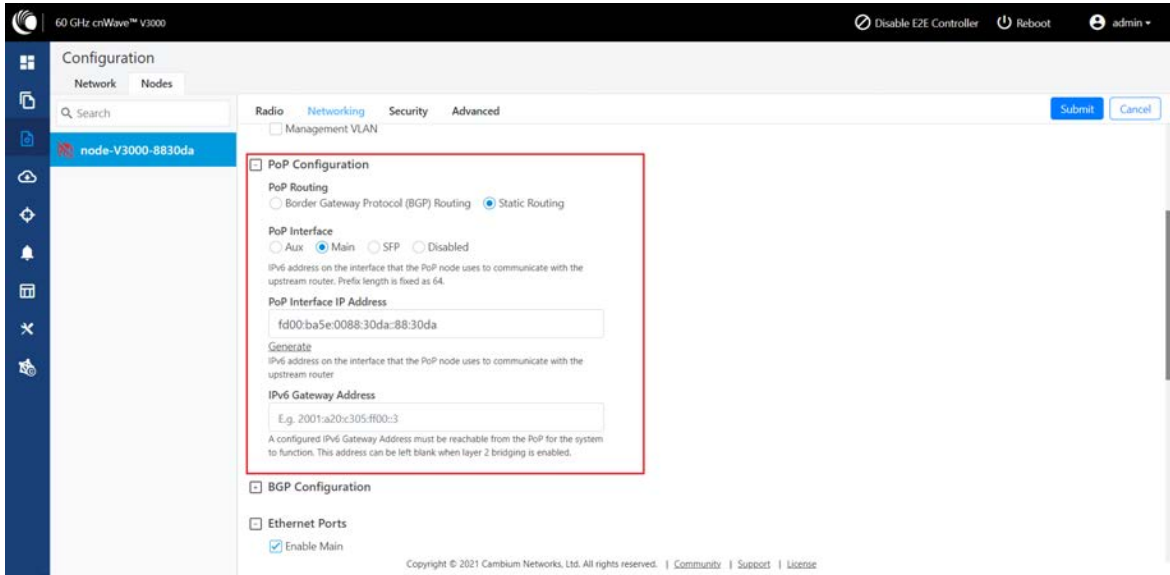 60 GHz cnWave™ V3000
Disable E2E Controller
Reboot
admin
Configuration
Network
Nodes
Search
node-V3000-8830da
Radio
Networking
Security
Advanced
Submit
Cancel
Management VLAN
PoP Configuration
PoP Routing
Border Gateway Protocol (BGP) Routing
Static Routing
PoP Interface
Aux
Main
SFP
Disabled
IPv6 address on the interface that the PoP node uses to communicate with the
upstream router. Prefix length is fixed as 64.
PoP Interface IP Address
fd00:ba5e:0088:30da::88:30da
Generate
IPv6 address on the interface that the PoP node uses to communicate with the
upstream router
IPv6 Gateway Address
E.g. 2001:a20:c305:ff00::3
A configured IPv6 Gateway Address must be reachable from the PoP for the system
to function. This address can be left blank when layer 2 bridging is enabled.
BGP Configuration
Ethernet Ports
Enable Main
Copyright © 2021 Cambium Networks, Ltd. All rights reserved. | Community | Support | License